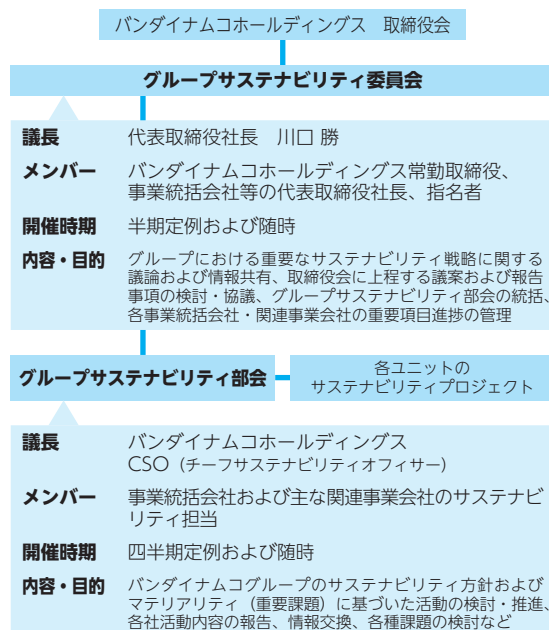 バンダイナムコホールディングス　取締役会
グループサステナビリティ委員会
議長　代表取締役社長　川口 勝
メンバー　バンダイナムコホールディングス常勤取締役、
事業統括会社等の代表取締役社長、指名者
開催時期　半期定例および随時
内容・目的　グループにおける重要なサステナビリティ戦略に関する
議論および情報共有、取締役会に上程する議案および報告
事項の検討・協議、グループサステナビリティ部会の統括、
各事業統括会社・関連事業会社の重要項目進捗の管理
グループサステナビリティ部会
各ユニットの
サステナビリティプロジェクト
議長　バンダイナムコホールディングス
CSO（チーフサステナビリティオフィサー）
メンバー　事業統括会社および主な関連事業会社のサステナビ
リティ担当
開催時期　四半期定例および随時
内容・目的　バンダイナムコグループのサステナビリティ方針および
マテリアリティ（重要課題）に基づいた活動の検討・推進、
各社活動内容の報告、情報交換、各種課題の検討など